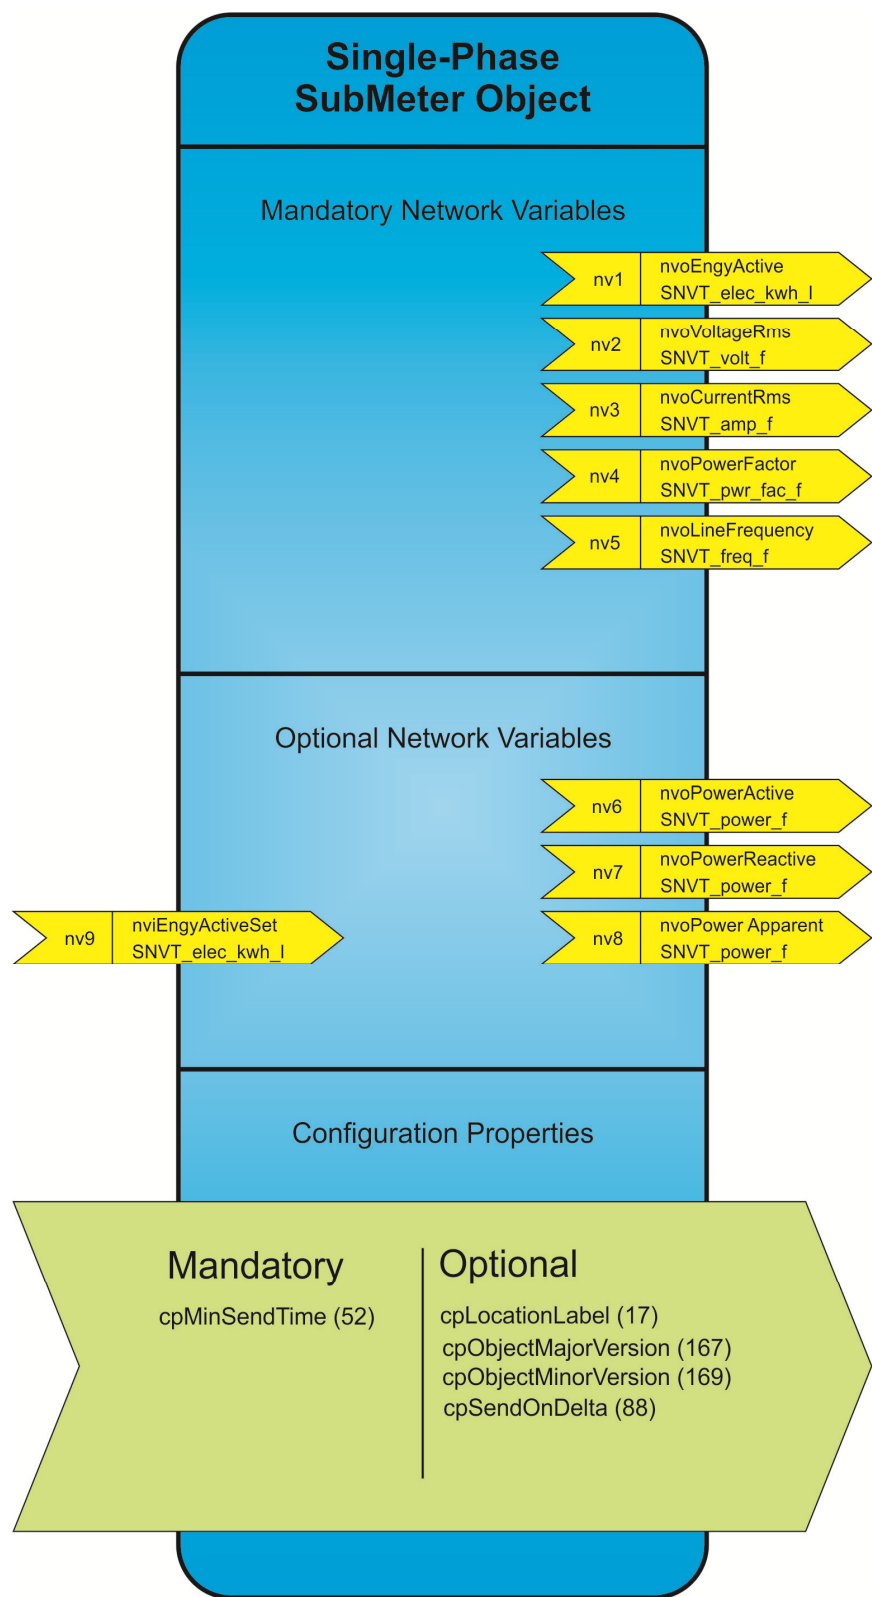 Single-Phase
SubMeter Object
Mandatory Network Variables
nv1
nvoEngyActive
SNVT_elec_kwh_l
nv2
nvoVoltageRms
SNVT_volt_f
nv3
nvoCurrentRms
SNVT_amp_f
nv4
nvoPowerFactor
SNVT_pwr_fac_f
nv5
nvoLineFrequency
SNVT_freq_f
Optional Network Variables
nv6
nvoPowerActive
SNVT_power_f
nv7
nvoPowerReactive
SNVT_power_f
nv9
nviEngyActiveSet
SNVT_elec_kwh_l
nv8
nvoPower Apparent
SNVT_power_f
Configuration Properties
Mandatory
cpMinSendTime (52)
Optional
cpLocationLabel (17)
cpObjectMajorVersion (167)
cpObjectMinorVersion (169)
cpSendOnDelta (88)